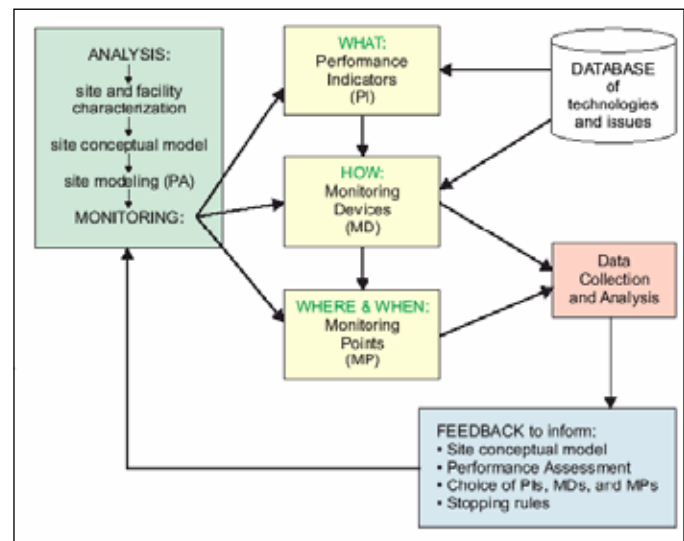 ANALYSIS:
site and facility
characterization
site conceptual model
site modeling (PA)
MONITORING:
WHAT:
Performance
Indicators
(PI)
HOW:
Monitoring
Devices
(MD)
WHERE & WHEN:
Monitoring
Points
(MP)
DATABASE
of
technologies
and issues
Data
Collection
and Analysis
FEEDBACK to inform:
• Site conceptual model
• Performance Assessment
• Choice of PIs, MDs, and MPs
• Stopping rules